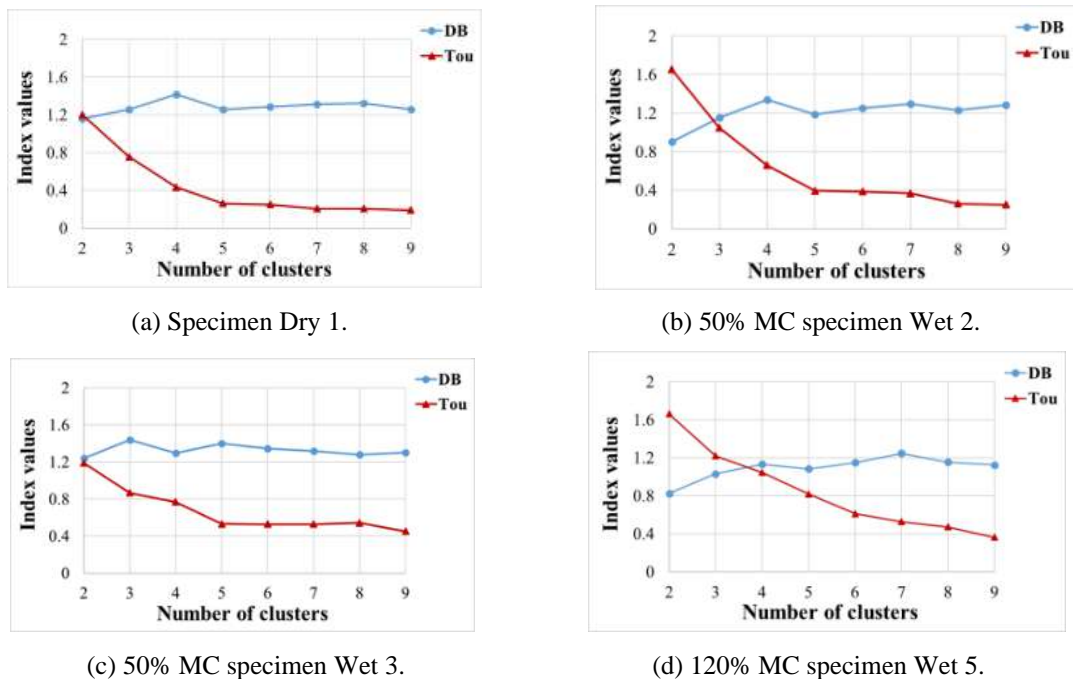 DB
Tou
2
1.6
1.2
0.8
0.4
0
Index values
2 3 4 5 6 7 8 9
Number of clusters
(a) Specimen Dry 1.
DB
Tou
2
1.6
1.2
0.8
0.4
0
Index values
2 3 4 5 6 7 8 9
Number of clusters
(b) 50% MC specimen Wet 2.
DB
Tou
2
1.6
1.2
0.8
0.4
0
Index values
2 3 4 5 6 7 8 9
Number of clusters
(c) 50% MC specimen Wet 3.
DB
Tou
2
1.6
1.2
0.8
0.4
0
Index values
2 3 4 5 6 7 8 9
Number of clusters
(d) 120% MC specimen Wet 5.